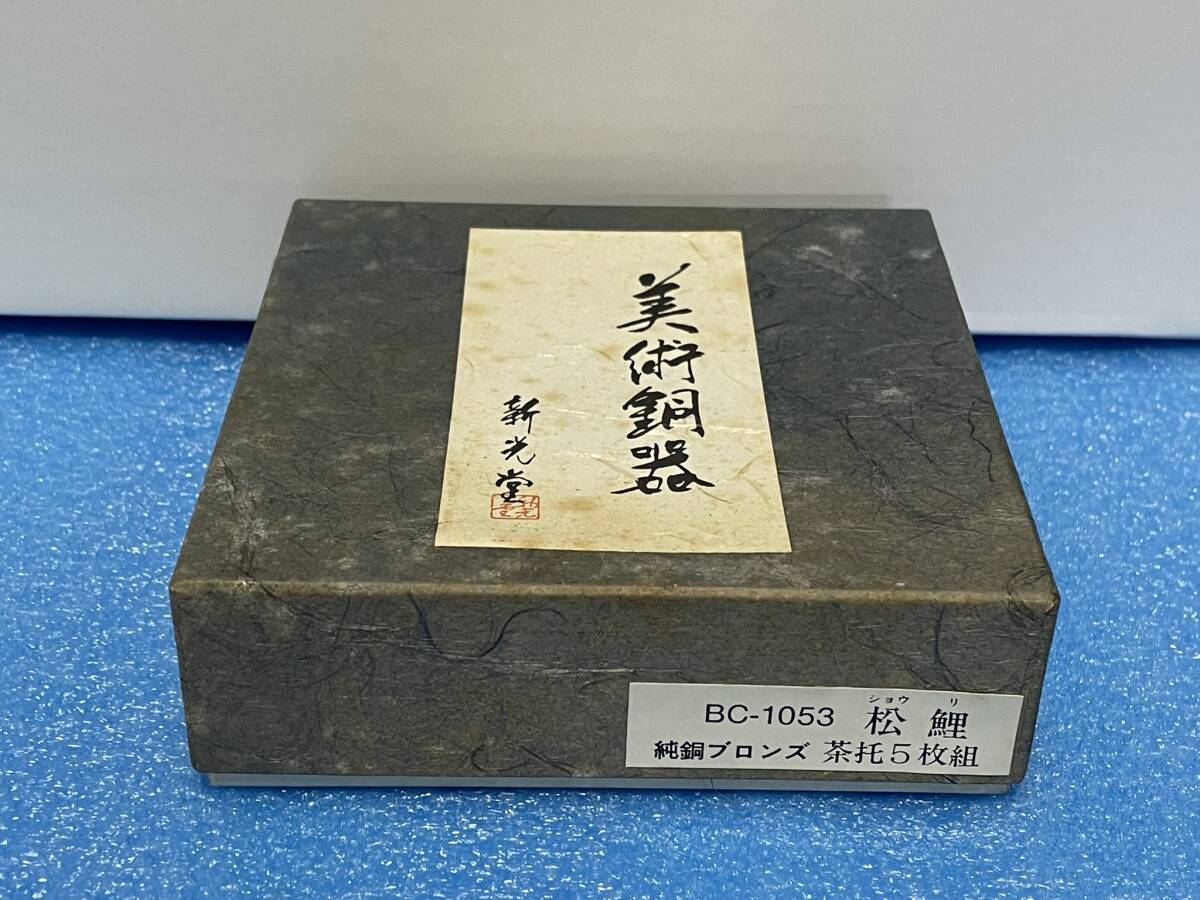 美術銅器
新光堂
BC-1053 松鯉
ショウ リ
純銅ブロンズ 茶托5枚組